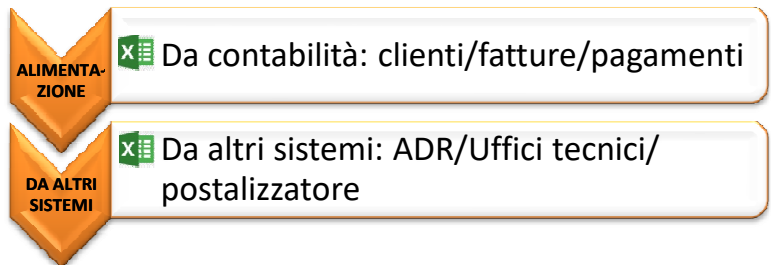 ALIMENTA-
ZIONE
Da contabilità: clienti/fatture/pagamenti
DA ALTRI
SISTEMI
Da altri sistemi: ADR/Uffici tecnici/
postalizzatore